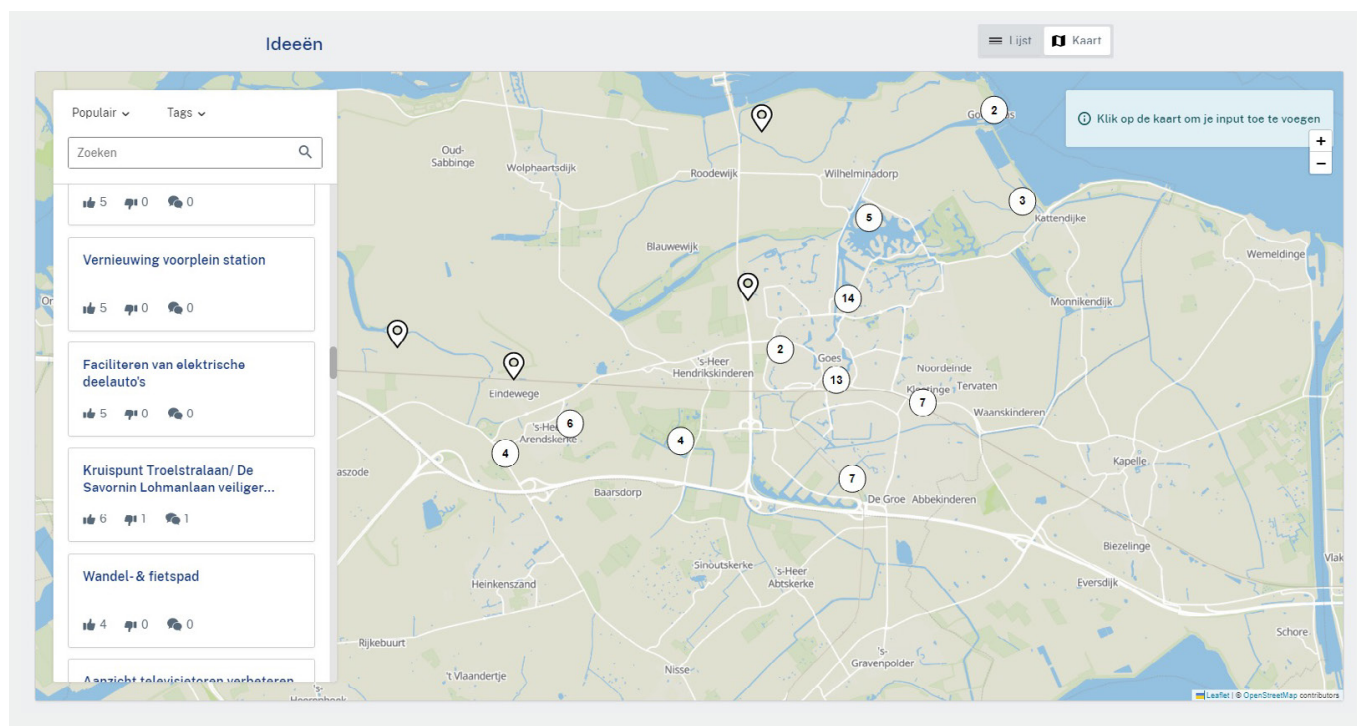 Ideeën
Lijst
Kaart
Populair
Tags
Zoeken
5 0 0
Vernieuwing voorplein station
5 0 0
Faciliteren van elektrische
deelauto's
5 0 0
Kruispunt Troelstralaan/ De
Savornin Lohmanlaan veiliger...
6 1 1
Wandel- & fietspad
4 0 0
Aanzicht televisietoren verbeteren
Klik op de kaart om je input toe te voegen
+
−
2
Oud-
Sabbinge
Wolphaartsdijk
Roodewijk
Wilhelminadorp
3
Kattendijke
5
Blauwewijk
Wemeldinge
14
Monnikendijk
2
's-Heer
Hendrikskinderen
Goes
13
Noordeinde
Tervaten
7
Waanskinderen
Eindewege
6
Arendskerke
4
4
Kapelle
Baarsdorp
7
De Groe
Abbekinderen
Biezelinge
Sinoutskerke
's-Heer
Abtskerke
Heinkenszand
Eversdijk
Schore
Rijkebuurt
's-
Gravenpolder
't Vlaandertje
Nisse
Leaflet | © OpenStreetMap contributors